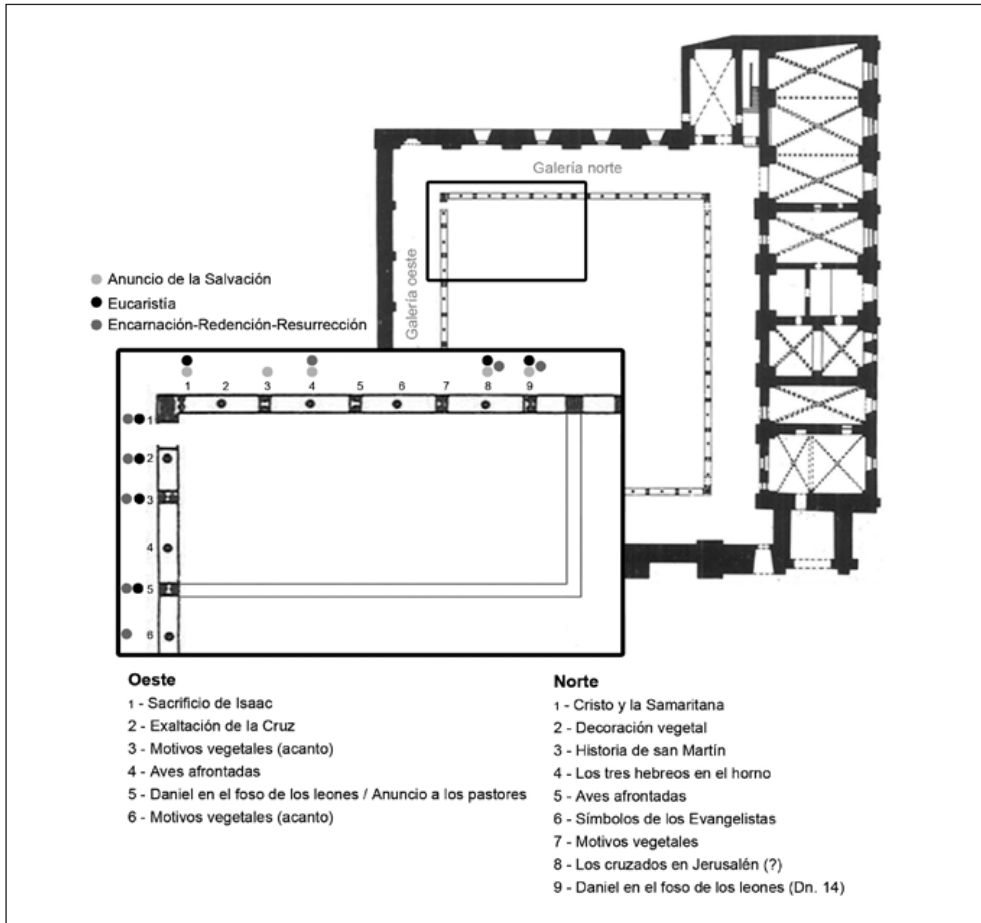 Galería norte
Galería oeste
Anuncio de la Salvación
Eucaristía
Encarnación-Redención-Resurrección
1 2 3 4 5 6 7 8 9
1
2
3
4
5
6
Oeste
1 - Sacrificio de Isaac
2 - Exaltación de la Cruz
3 - Motivos vegetales (acanto)
4 - Aves afrontadas
5 - Daniel en el foso de los leones / Anuncio a los pastores
6 - Motivos vegetales (acanto)
Norte
1 - Cristo y la Samaritana
2 - Decoración vegetal
3 - Historia de san Martín
4 - Los tres hebreos en el horno
5 - Aves afrontadas
6 - Símbolos de los Evangelistas
7 - Motivos vegetales
8 - Los cruzados en Jerusalén (?)
9 - Daniel en el foso de los leones (Dn. 14)